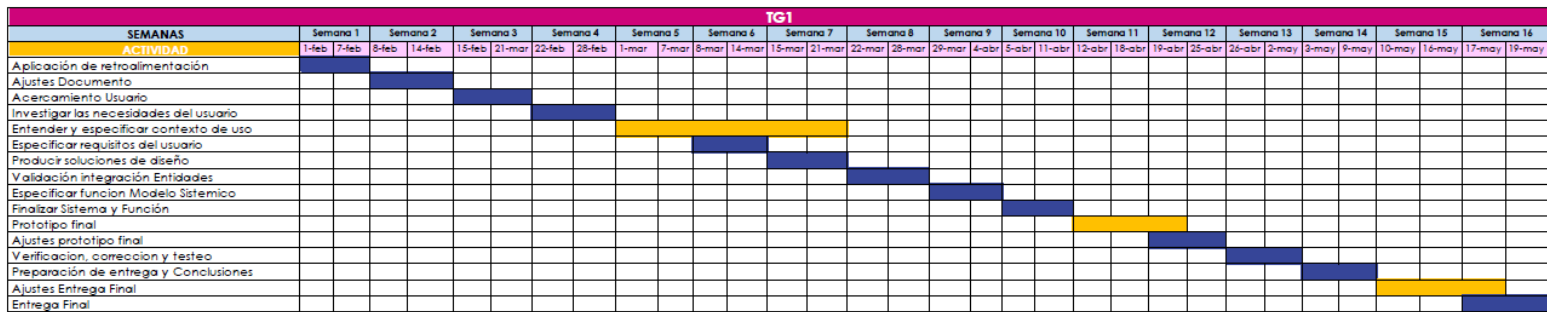 TG1
SEMANAS Semana 1 Semana 2 Semana 3 Semana 4 Semana 5 Semana 6 Semana 7 Semana 8 Semana 9 Semana 10 Semana 11 Semana 12 Semana 13 Semana 14 Semana 15 Semana 16
ACTIVIDAD 1-feb 7-feb 8-feb 14-feb 15-feb 21-mar 22-feb 28-feb 1-mar 7-mar 8-mar 14-mar 15-mar 21-mar 22-mar 28-mar 29-mar 4-abr 5-abr 11-abr 12-abr 18-abr 19-abr 25-abr 26-abr 2-may 3-may 9-may 10-may 16-may 17-may 19-may
Aplicación de retroalimentación
Ajustes Documento
Acercamiento Usuario
Investigar las necesidades del usuario
Entender y especificar contexto de uso
Especificar requisitos del usuario
Producir soluciones de diseño
Validación integración Entidades
Especificar funcion Modelo Sistemico
Finalizar Sistema y Función
Prototipo final
Ajustes prototipo final
Verificacion, correccion y testeo
Preparación de entrega y Conclusiones
Ajustes Entrega Final
Entrega Final